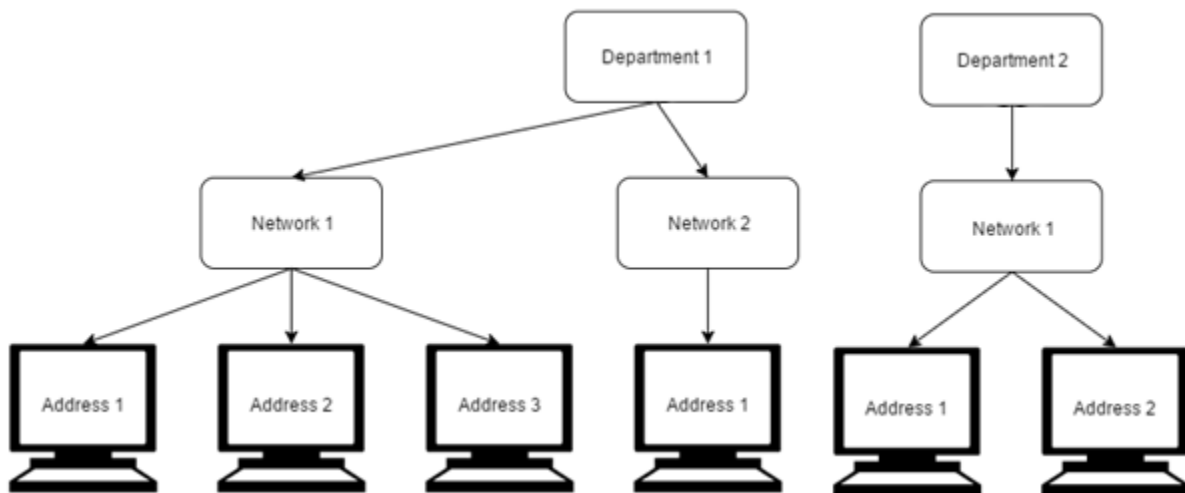 Department 1
Department 2
Network 1
Network 2
Network 1
Address 1
Address 2
Address 3
Address 1
Address 1
Address 2